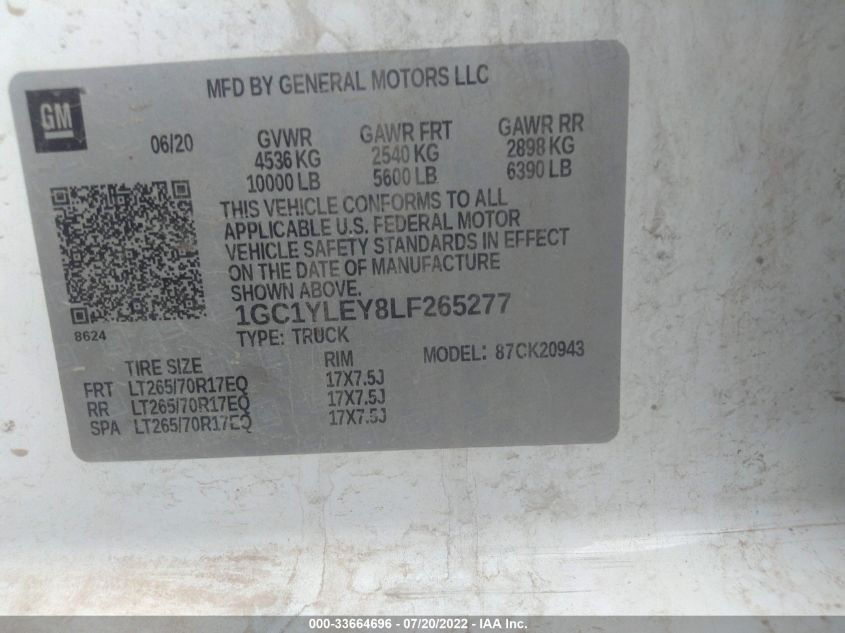 MFD BY GENERAL MOTORS LLC
GM
06/20 GVWR GAWR FRT GAWR RR
4536 KG 2540 KG 2898 KG
10000 LB 5600 LB 6390 LB
THIS VEHICLE CONFORMS TO ALL
APPLICABLE U.S. FEDERAL MOTOR
VEHICLE SAFETY STANDARDS IN EFFECT
ON THE DATE OF MANUFACTURE
SHOWN ABOVE.
1GC1YLEY8LF265277
8624
TYPE: TRUCK
MODEL: 87CK20943
TIRE SIZE RIM
FRT LT265/70R17EQ 17X7.5J
RR LT265/70R17EQ 17X7.5J
SPA LT265/70R17EQ 17X7.5J
000-33664696 - 07/20/2022 - IAA Inc.